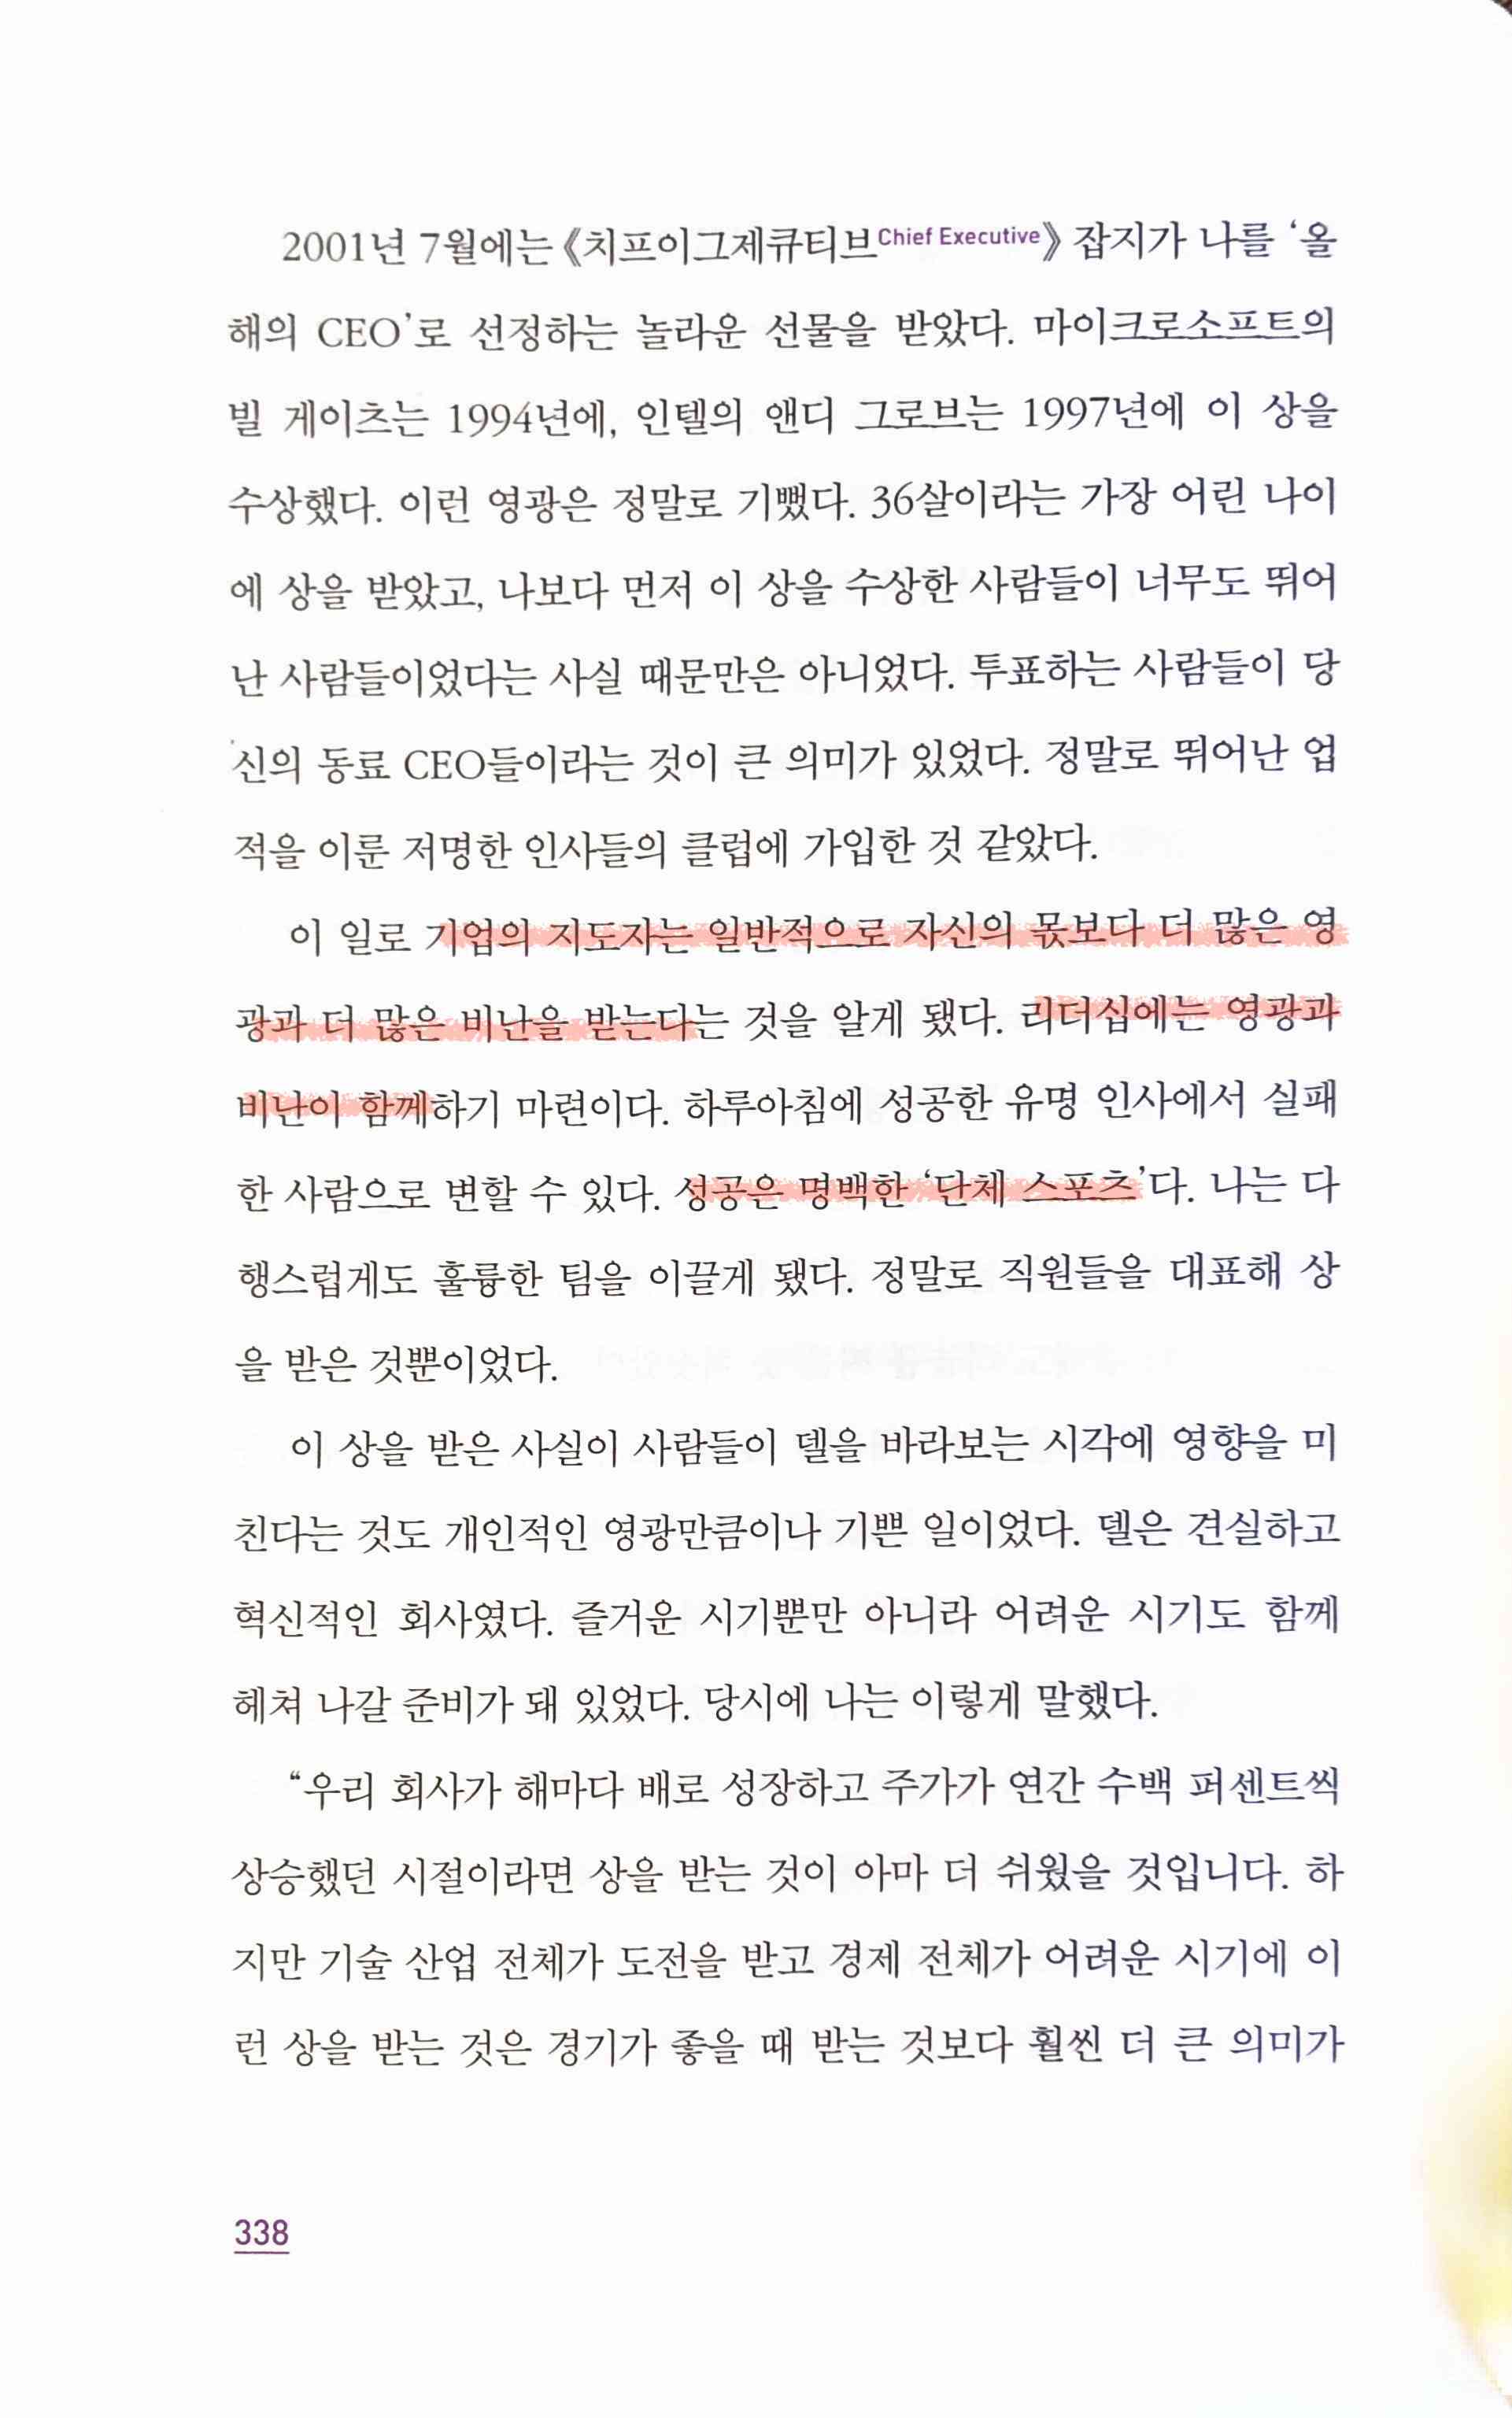 2001년 7월에는 《치프이그제큐티브Chief Executive》 잡지가 나를 ‘올
해의 CEO’로 선정하는 놀라운 선물을 받았다. 마이크로소프트의
빌 게이츠는 1994년에, 인텔의 앤디 그로브는 1997년에 이 상을
수상했다. 이런 영광은 정말로 기뻤다. 36살이라는 가장 어린 나이
에 상을 받았고, 나보다 먼저 이 상을 수상한 사람들이 너무도 뛰어
난 사람들이었다는 사실 때문만은 아니었다. 투표하는 사람들이 당
신의 동료 CEO들이라는 것이 큰 의미가 있었다. 정말로 뛰어난 업
적을 이룬 저명한 인사들의 클럽에 가입한 것 같았다.
이 일로 기업의 지도자는 일반적으로 자신의 몫보다 더 많은 영
광과 더 많은 비난을 받는다는 것을 알게 됐다. 리더십에는 영광과
비난이 함께하기 마련이다. 하루아침에 성공한 유명 인사에서 실패
한 사람으로 변할 수 있다. 성공은 명백한 ‘단체 스포츠’다. 나는 다
행스럽게도 훌륭한 팀을 이끌게 됐다. 정말로 직원들을 대표해 상
을 받은 것뿐이었다.
이 상을 받은 사실이 사람들이 델을 바라보는 시각에 영향을 미
친다는 것도 개인적인 영광만큼이나 기쁜 일이었다. 델은 견실하고
혁신적인 회사였다. 즐거운 시기뿐만 아니라 어려운 시기도 함께
헤쳐 나갈 준비가 돼 있었다. 당시에 나는 이렇게 말했다.
“우리 회사가 해마다 배로 성장하고 주가가 연간 수백 퍼센트씩
상승했던 시절이라면 상을 받는 것이 아마 더 쉬웠을 것입니다. 하
지만 기술 산업 전체가 도전을 받고 경제 전체가 어려운 시기에 이
런 상을 받는 것은 경기가 좋을 때 받는 것보다 훨씬 더 큰 의미가
338